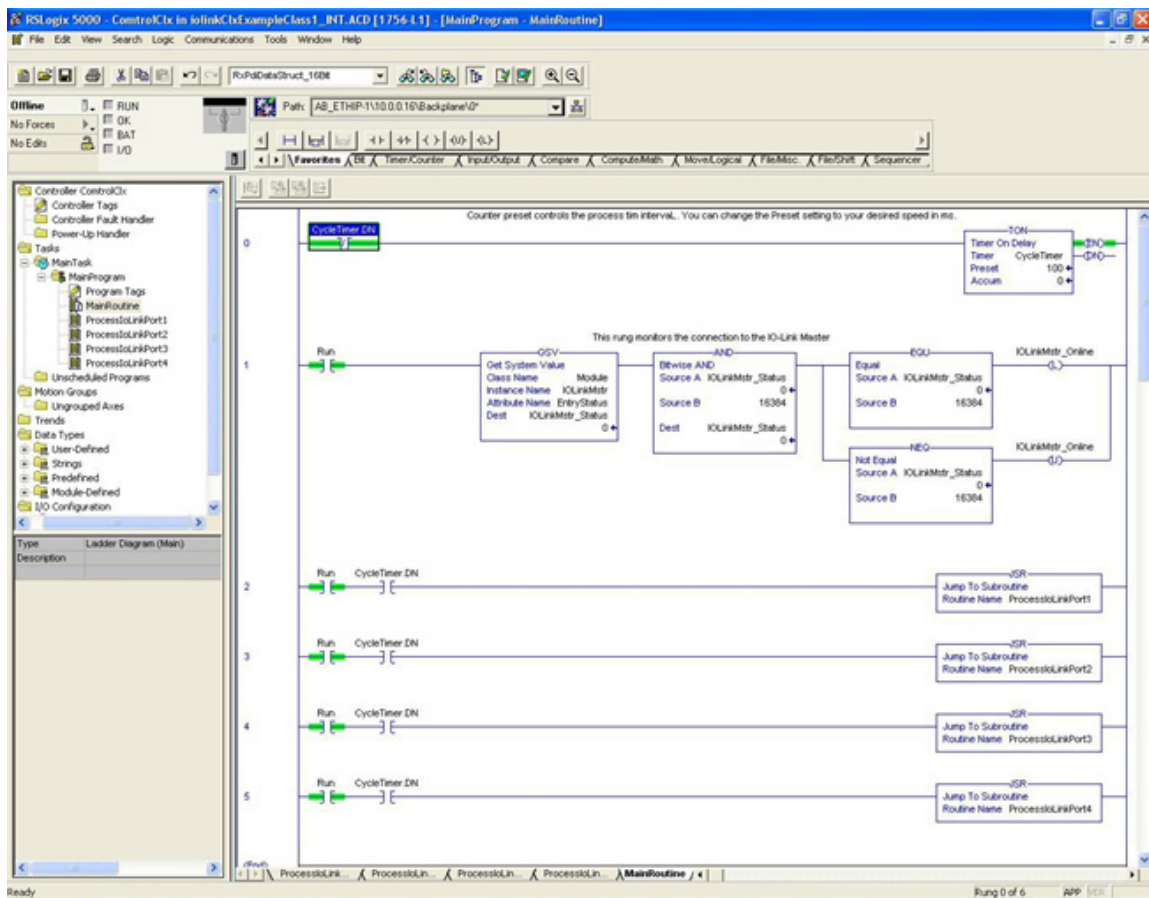 RSLogix 5000 - ComtrolClx in iolinkClxExampleClass1_INT.ACD [1756-L1] - [MainProgram - MainRoutine]
File Edit View Search Logic Communications Tools Window Help
RxPdiDataStruct_16Bit
Offline
RUN
Path: AB_ETHIP-1\10.0.0.16\Backplane\0*
No Forces
OK
No Edits
BAT
I/O
Favorites Bit Timer/Counter Input/Output Compare Compute/Math Move/Logical File/Misc. File/Shift Sequencer
Controller ComtrolClx
Controller Tags
Controller Fault Handler
Power-Up Handler
Tasks
MainTask
MainProgram
Program Tags
MainRoutine
ProcessIoLinkPort1
ProcessIoLinkPort2
ProcessIoLinkPort3
ProcessIoLinkPort4
Unscheduled Programs
Motion Groups
Ungrouped Axes
Trends
Data Types
User-Defined
Strings
Predefined
Module-Defined
I/O Configuration
Type Ladder Diagram (Main)
Description
Counter preset controls the process tim interval,. You can change the Preset setting to your desired speed in ms.
0
CycleTimer.DN
TON
Timer On Delay
Timer CycleTimer
Preset 100
Accum 0
EN
DN
This rung monitors the connection to the IO-Link Master
1
Run
GSV
Get System Value
Class Name Module
Instance Name IOLinkMstr
Attribute Name EntryStatus
Dest IOLinkMstr_Status
0
AND
Bitwise AND
Source A IOLinkMstr_Status
0
Source B 16384
Dest IOLinkMstr_Status
0
EQU
Equal
Source A IOLinkMstr_Status
0
Source B 16384
IOLinkMstr_Online
L
NEQ
Not Equal
Source A IOLinkMstr_Status
0
Source B 16384
IOLinkMstr_Online
U
2
Run CycleTimer.DN
JSR
Jump To Subroutine
Routine Name ProcessIoLinkPort1
3
Run CycleTimer.DN
JSR
Jump To Subroutine
Routine Name ProcessIoLinkPort2
4
Run CycleTimer.DN
JSR
Jump To Subroutine
Routine Name ProcessIoLinkPort3
5
Run CycleTimer.DN
JSR
Jump To Subroutine
Routine Name ProcessIoLinkPort4
(End)
ProcessIoLink... ProcessIoLin... ProcessIoLin... ProcessIoLin... MainRoutine
Ready
Rung 0 of 6 APP VER